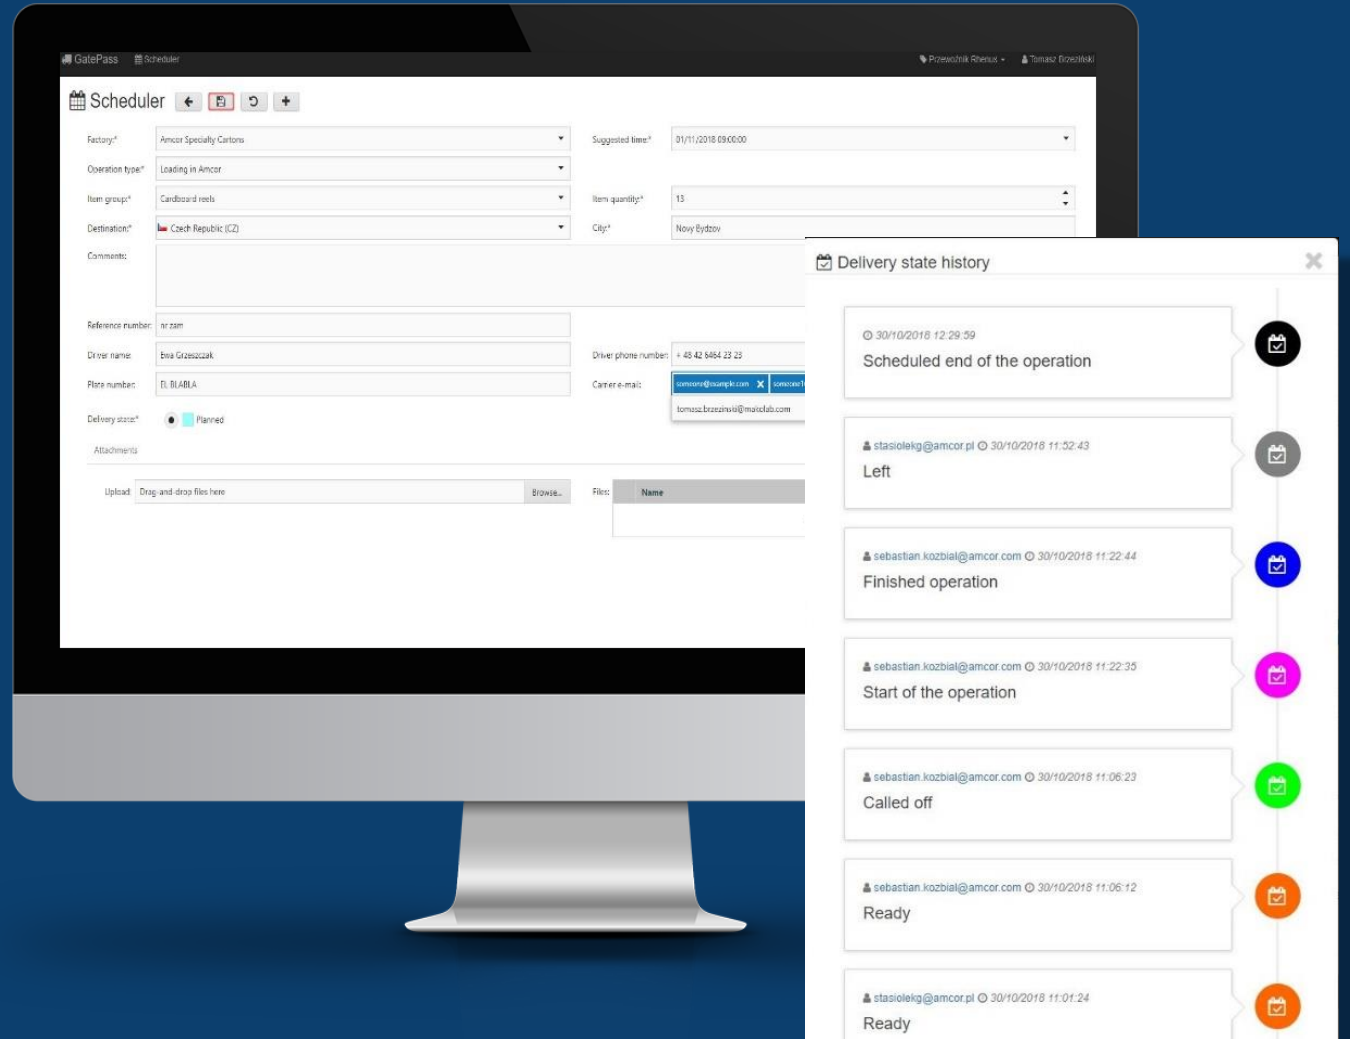 GatePass Scheduler Przewoźnik Rhenus Tomasz Brzeziński
Scheduler
Factory:* Amcor Specialty Cartons Suggested time:* 01/11/2018 09:00:00
Operation type:* Loading in Amcor
Item group:* Cardboard reels Item quantity:* 13
Destination:* Czech Republic (CZ) City:* Novy Bydzov
Comments:
Reference number: nr zam
Driver name: Ewa Grzeszczak Driver phone number: + 48 42 6464 23 23
Plate number: EL BLABLA Carrier e-mail: someone@example.com X
tomasz.brzezinski@makolab.com
Delivery state:* Planned
Attachments
Upload: Drag-and-drop files here Browse... Files: Name
Delivery state history
30/10/2018 12:29:59
Scheduled end of the operation
stasiolekg@amcor.pl 30/10/2018 11:52:43
Left
sebastian.kozbial@amcor.com 30/10/2018 11:22:44
Finished operation
sebastian.kozbial@amcor.com 30/10/2018 11:22:35
Start of the operation
sebastian.kozbial@amcor.com 30/10/2018 11:06:23
Called off
sebastian.kozbial@amcor.com 30/10/2018 11:06:12
Ready
stasiolekg@amcor.pl 30/10/2018 11:01:24
Ready